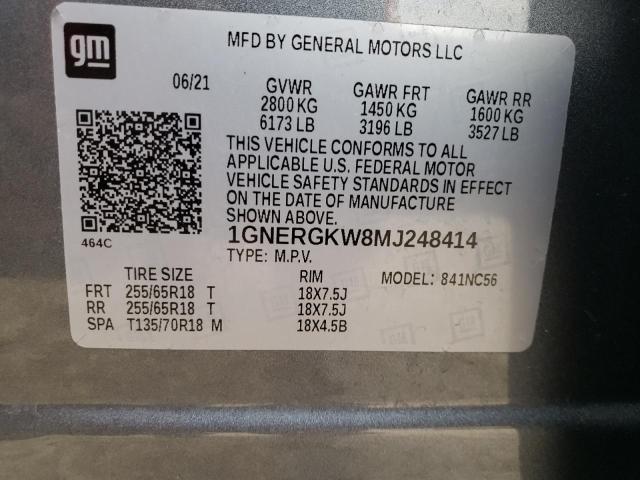 gm
MFD BY GENERAL MOTORS LLC
06/21 GVWR GAWR FRT GAWR RR
2800 KG 1450 KG 1600 KG
6173 LB 3196 LB 3527 LB
THIS VEHICLE CONFORMS TO ALL
APPLICABLE U.S. FEDERAL MOTOR
VEHICLE SAFETY STANDARDS IN EFFECT
ON THE DATE OF MANUFACTURE
SHOWN ABOVE.
464C
1GNERGKW8MJ248414
TYPE: M.P.V.
TIRE SIZE RIM MODEL: 841NC56
FRT 255/65R18 T 18X7.5J
RR 255/65R18 T 18X7.5J
SPA T135/70R18 M 18X4.5B